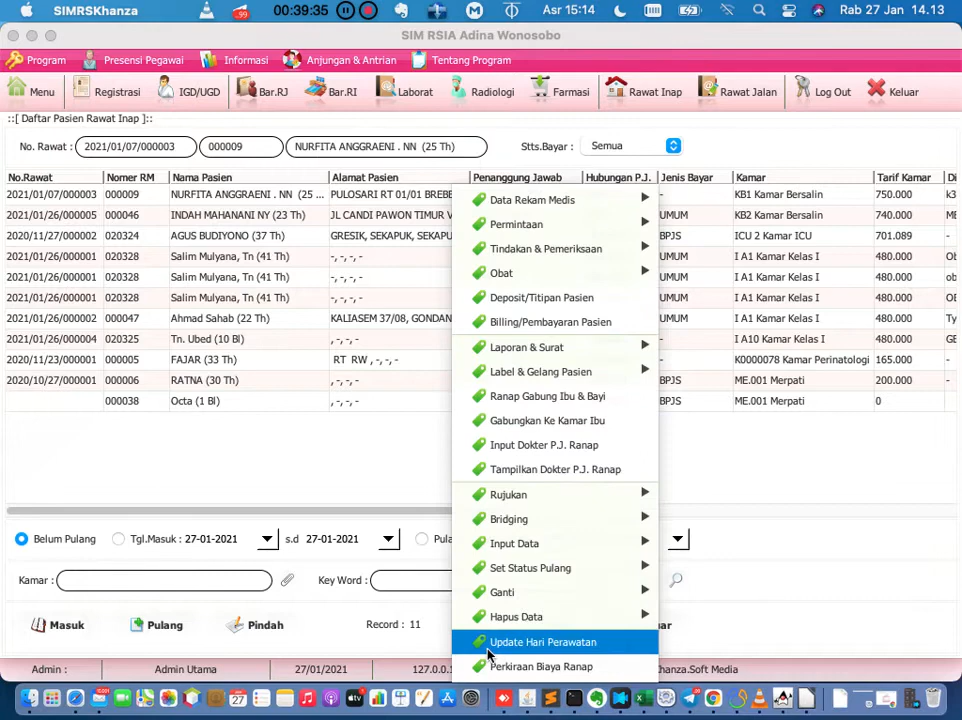 SIMRSKhanza 99 00:39:35 Asr 15:14 Rab 27 Jan 14.13
SIM RSIA Adina Wonosobo
Program Presensi Pegawai Informasi Anjungan & Antrian Tentang Program
Menu Registrasi IGD/UGD Bar.RJ Bar.RI Laborat Radiologi Farmasi Rawat Inap Rawat Jalan Log Out Keluar
::[ Daftar Pasien Rawat Inap ]::
No. Rawat : 2021/01/07/000003 000009 NURFITA ANGGRAENI . NN (25 Th) Stts.Bayar : Semua
No.Rawat Nomer RM Nama Pasien Alamat Pasien Penanggung Jawab Hubungan P.J. Jenis Bayar Kamar Tarif Kamar Di
2021/01/07/000003 000009 NURFITA ANGGRAENI . NN (25 ... PULOSARI RT 01/01 BREBE - KB1 Kamar Bersalin 750.000 k3
2021/01/26/000005 000046 INDAH MAHANANI NY (23 Th) JL CANDI PAWON TIMUR V UMUM KB2 Kamar Bersalin 740.000 -
2020/11/27/000002 020324 AGUS BUDIYONO (37 Th) GRESIK, SEKAPUK, SEKAPU BPJS ICU 2 Kamar ICU 701.089 -
2021/01/26/000001 020328 Salim Mulyana, Tn (41 Th) -, -, -, - UMUM I A1 Kamar Kelas I 480.000 Ob
2021/01/26/000001 020328 Salim Mulyana, Tn (41 Th) -, -, -, - UMUM I A1 Kamar Kelas I 480.000 ob
2021/01/26/000001 020328 Salim Mulyana, Tn (41 Th) -, -, -, - UMUM I A1 Kamar Kelas I 480.000 OB
2021/01/26/000002 000047 Ahmad Sahab (22 Th) KALIASEM 37/08, GONDAN UMUM I A1 Kamar Kelas I 480.000 Ty
2021/01/26/000004 020325 Tn. Ubed (10 Bl) , -, -, - I A10 Kamar Kelas I 480.000 GE
2020/11/23/000001 000005 FAJAR (33 Th) RT RW , -, -, - K0000078 Kamar Perinatologi 165.000 -
2020/10/27/000001 000006 RATNA (30 Th) , -, -, - BPJS ME.001 Merpati 200.000 -
000038 Octa (1 Bl) , -, -, - BPJS ME.001 Merpati 0
Data Rekam Medis
Permintaan
Tindakan & Pemeriksaan
Obat
Deposit/Titipan Pasien
Billing/Pembayaran Pasien
Laporan & Surat
Label & Gelang Pasien
Ranap Gabung Ibu & Bayi
Gabungkan Ke Kamar Ibu
Input Dokter P.J. Ranap
Tampilkan Dokter P.J. Ranap
Rujukan
Bridging
Input Data
Set Status Pulang
Ganti
Hapus Data
Update Hari Perawatan
Perkiraan Biaya Ranap
Belum Pulang Tgl.Masuk : 27-01-2021 s.d 27-01-2021 Pula
Kamar : Key Word :
Masuk Pulang Pindah Record : 11 uar
Admin : Admin Utama 27/01/2021 127.0.0. hanza.Soft Media